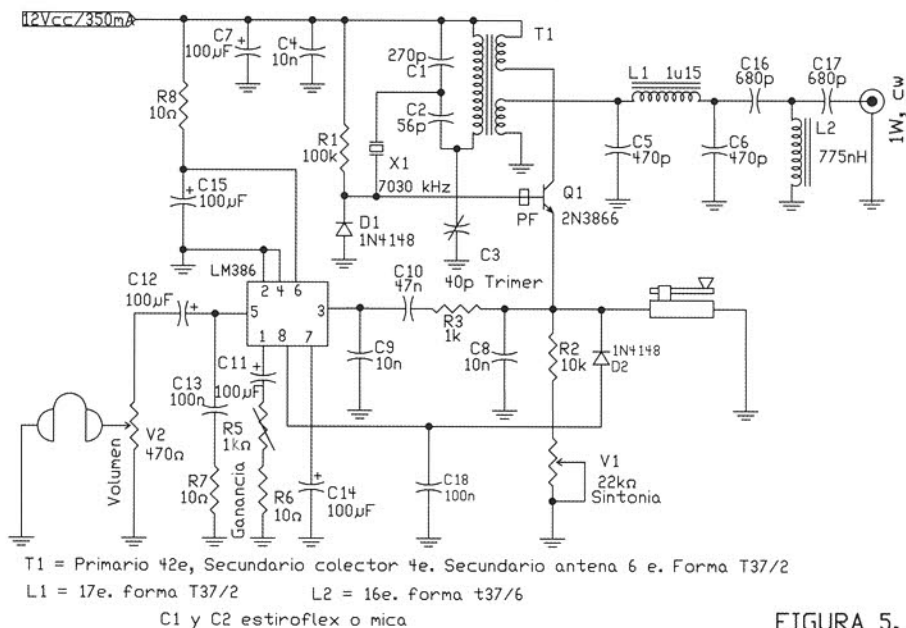 12Vcc/350mA
C7
100µF
+
C4
10n
270p
C1
C2
56p
T1
R8
10Ω
R1
100k
X1
7030 kHz
L1 1u15
C16
680p
C17
680p
1W, cw
C5
470p
C6
470p
L2
775nH
C15
100µF
+
D1
1N4148
PF
Q1
2N3866
C3
40p Trimer
LM386
2 4 6
5
3
1 8 7
C12
100µF
+
C10
47n
R3
1k
C9
10n
C8
10n
R2
10k
1N4148
D2
C13
100n
C11
100µF
+
V2
470Ω
Volumen
R5
1kΩ
Ganancia
R7
10Ω
R6
10Ω
C14
100µF
+
C18
100n
V1
22kΩ
Sintonia
T1 = Primario 42e, Secundario colector 4e. Secundario antena 6 e. Forma T37/2
L1 = 17e. forma T37/2 L2 = 16e. forma t37/6
C1 y C2 estiroflex o mica
FIGURA 5.